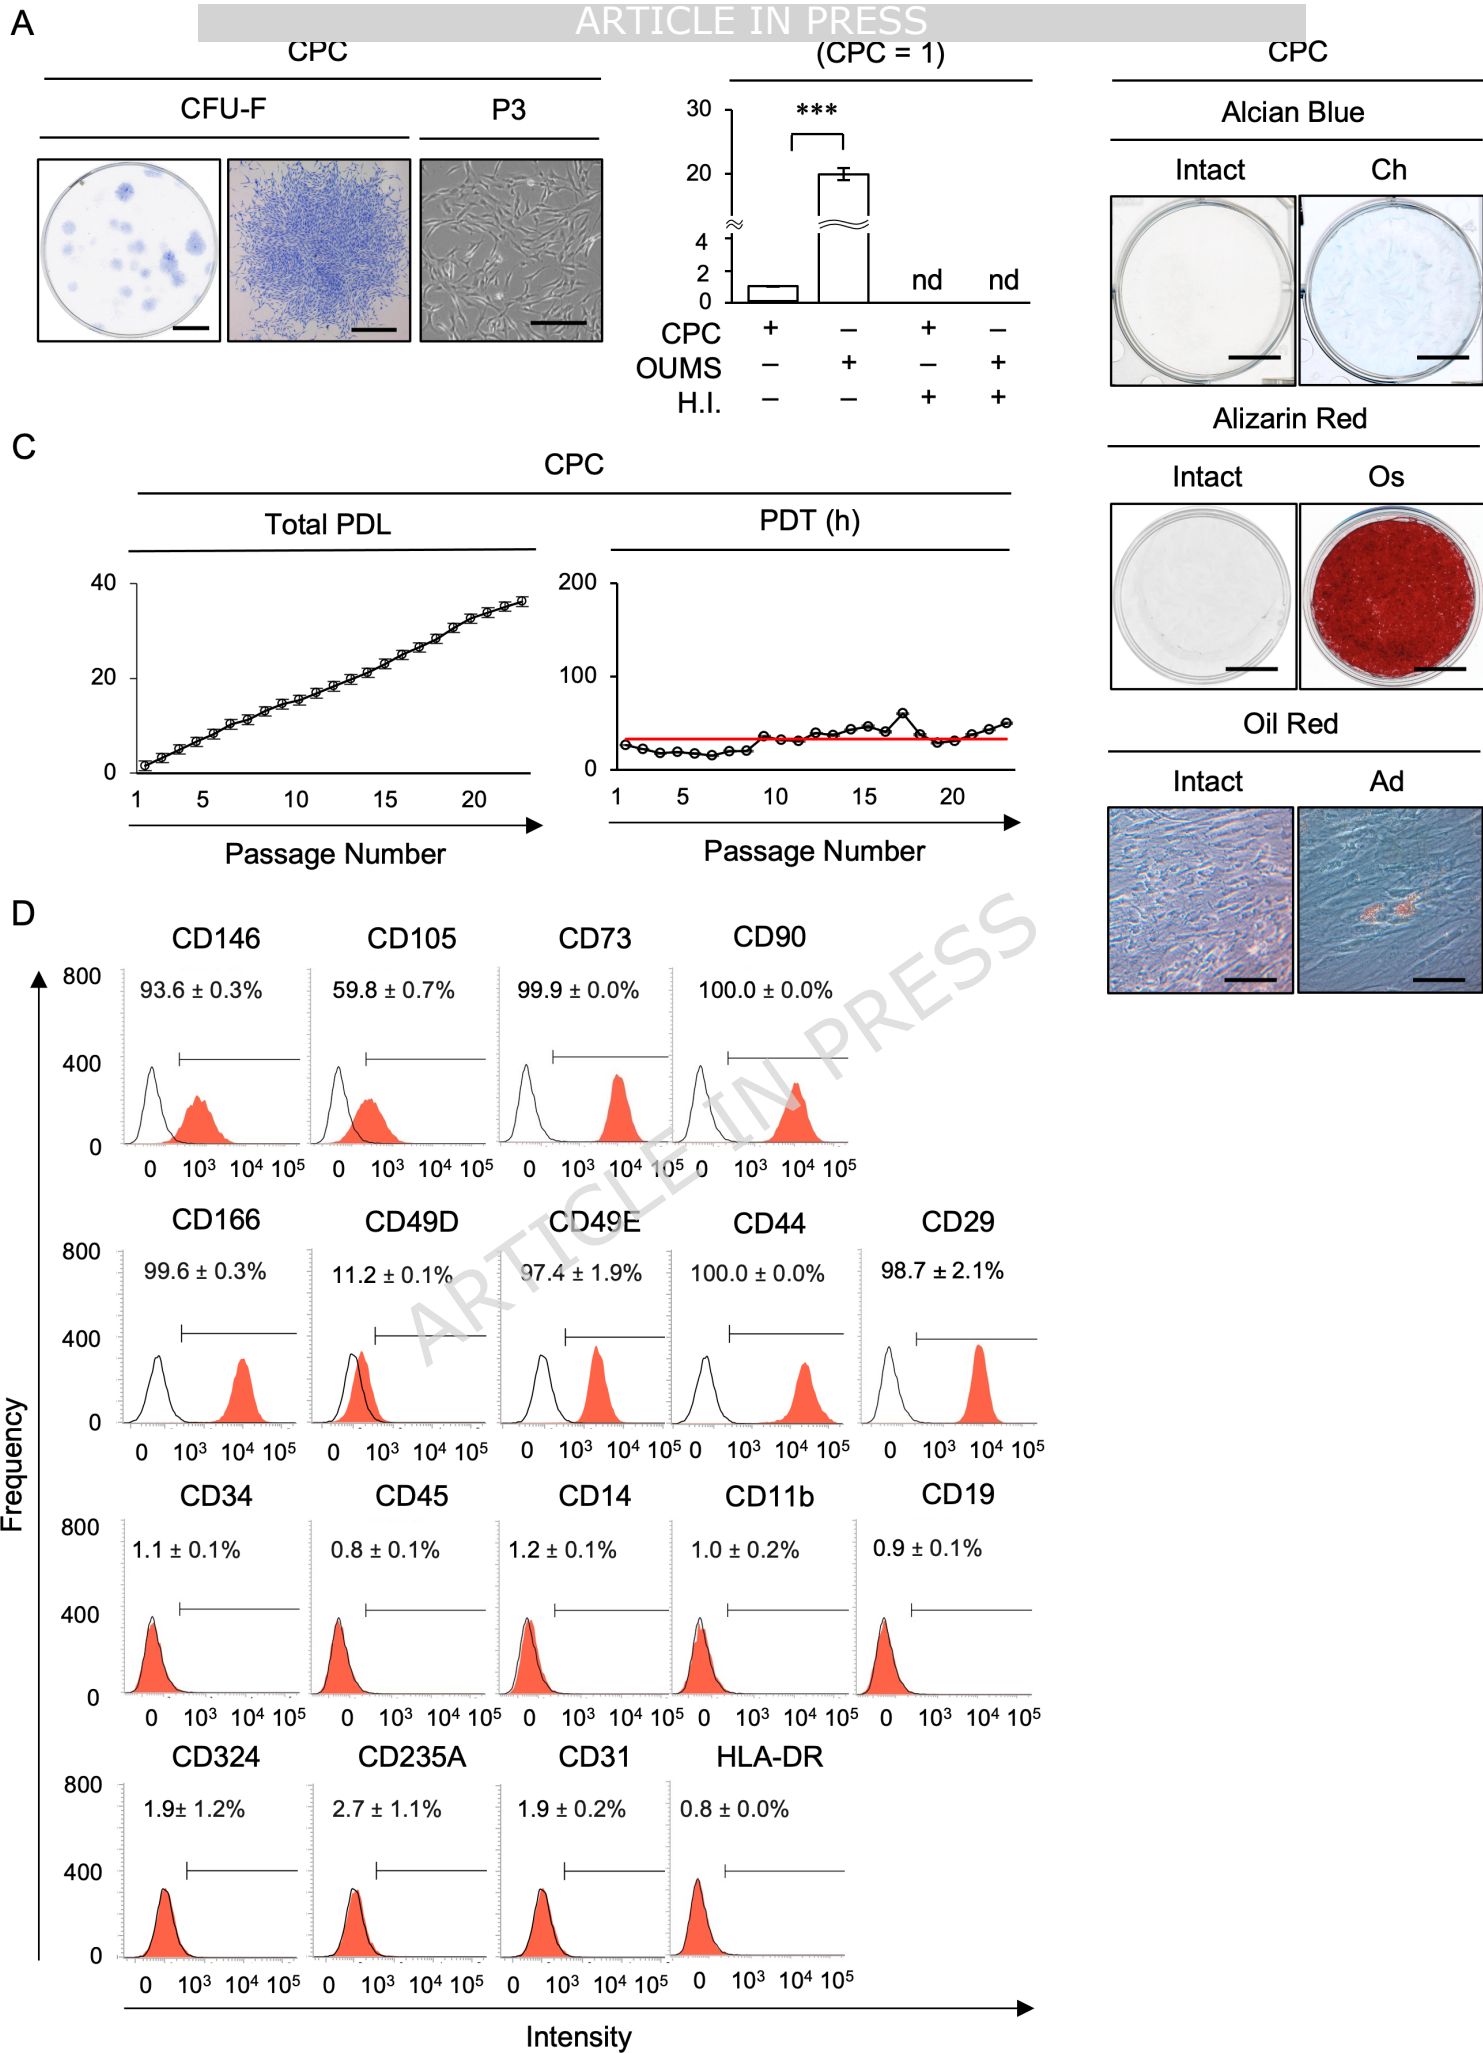 ARTICLE IN PRESS
A
CPC
CFU-F P3
(CPC = 1)
30
***
20
4
2
0
nd nd
CPC + – + –
OUMS – + – +
H.I. – – + +
CPC
Alcian Blue
Intact Ch
Alizarin Red
Intact Os
Oil Red
Intact Ad
C
CPC
Total PDL PDT (h)
40
20
0
1 5 10 15 20
Passage Number
200
100
0
1 5 10 15 20
Passage Number
D
CD146 CD105 CD73 CD90
800
93.6 ± 0.3% 59.8 ± 0.7% 99.9 ± 0.0% 100.0 ± 0.0%
400
0
0 10³ 10⁴ 10⁵ 0 10³ 10⁴ 10⁵ 0 10³ 10⁴ 10⁵ 0 10³ 10⁴ 10⁵
CD166 CD49D CD49E CD44 CD29
800
99.6 ± 0.3% 11.2 ± 0.1% 97.4 ± 1.9% 100.0 ± 0.0% 98.7 ± 2.1%
400
0
0 10³ 10⁴ 10⁵ 0 10³ 10⁴ 10⁵ 0 10³ 10⁴ 10⁵ 0 10³ 10⁴ 10⁵ 0 10³ 10⁴ 10⁵
CD34 CD45 CD14 CD11b CD19
800
1.1 ± 0.1% 0.8 ± 0.1% 1.2 ± 0.1% 1.0 ± 0.2% 0.9 ± 0.1%
400
0
0 10³ 10⁴ 10⁵ 0 10³ 10⁴ 10⁵ 0 10³ 10⁴ 10⁵ 0 10³ 10⁴ 10⁵ 0 10³ 10⁴ 10⁵
CD324 CD235A CD31 HLA-DR
800
1.9± 1.2% 2.7 ± 1.1% 1.9 ± 0.2% 0.8 ± 0.0%
400
0
0 10³ 10⁴ 10⁵ 0 10³ 10⁴ 10⁵ 0 10³ 10⁴ 10⁵ 0 10³ 10⁴ 10⁵
Frequency
Intensity
ARTICLE IN PRESS